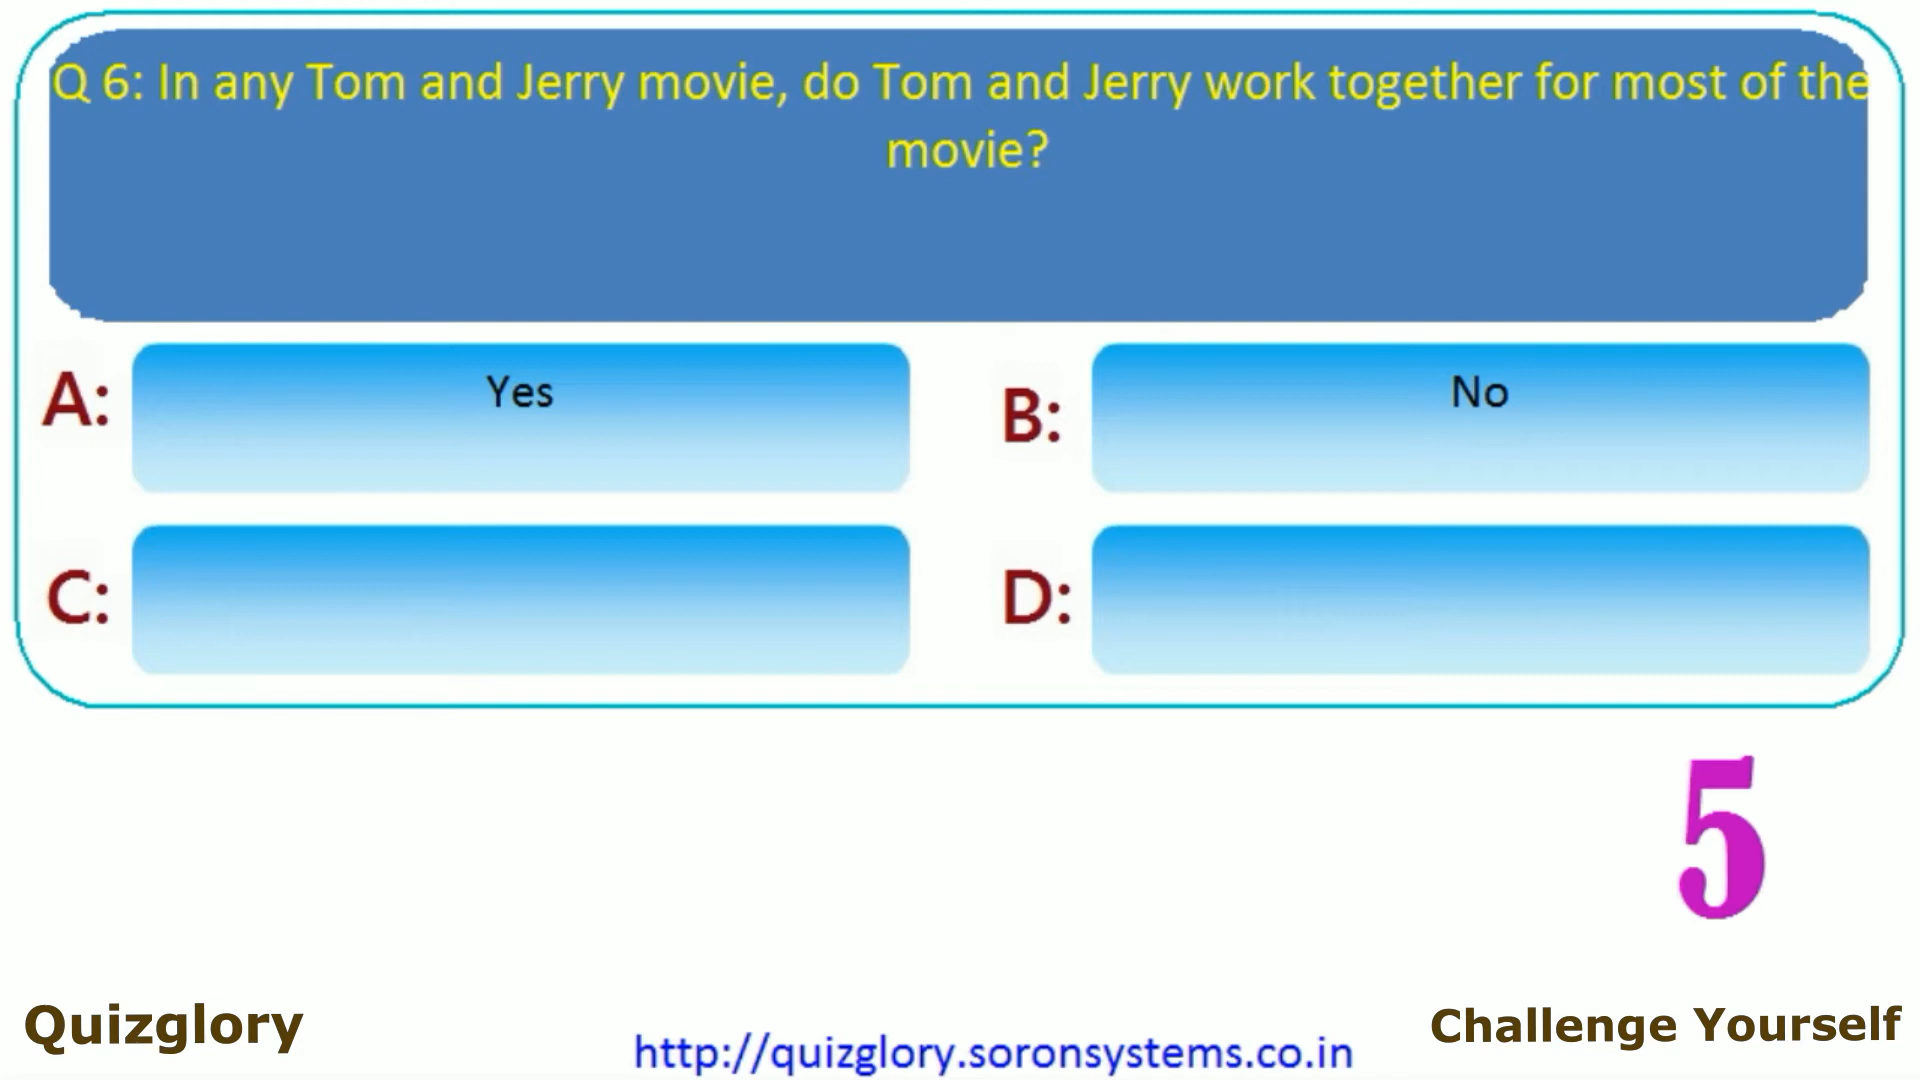 Q 6: In any Tom and Jerry movie, do Tom and Jerry work together for most of the
movie?
A: Yes
B: No
C:
D:
5
Quizglory
http://quizglory.soronsystems.co.in
Challenge Yourself